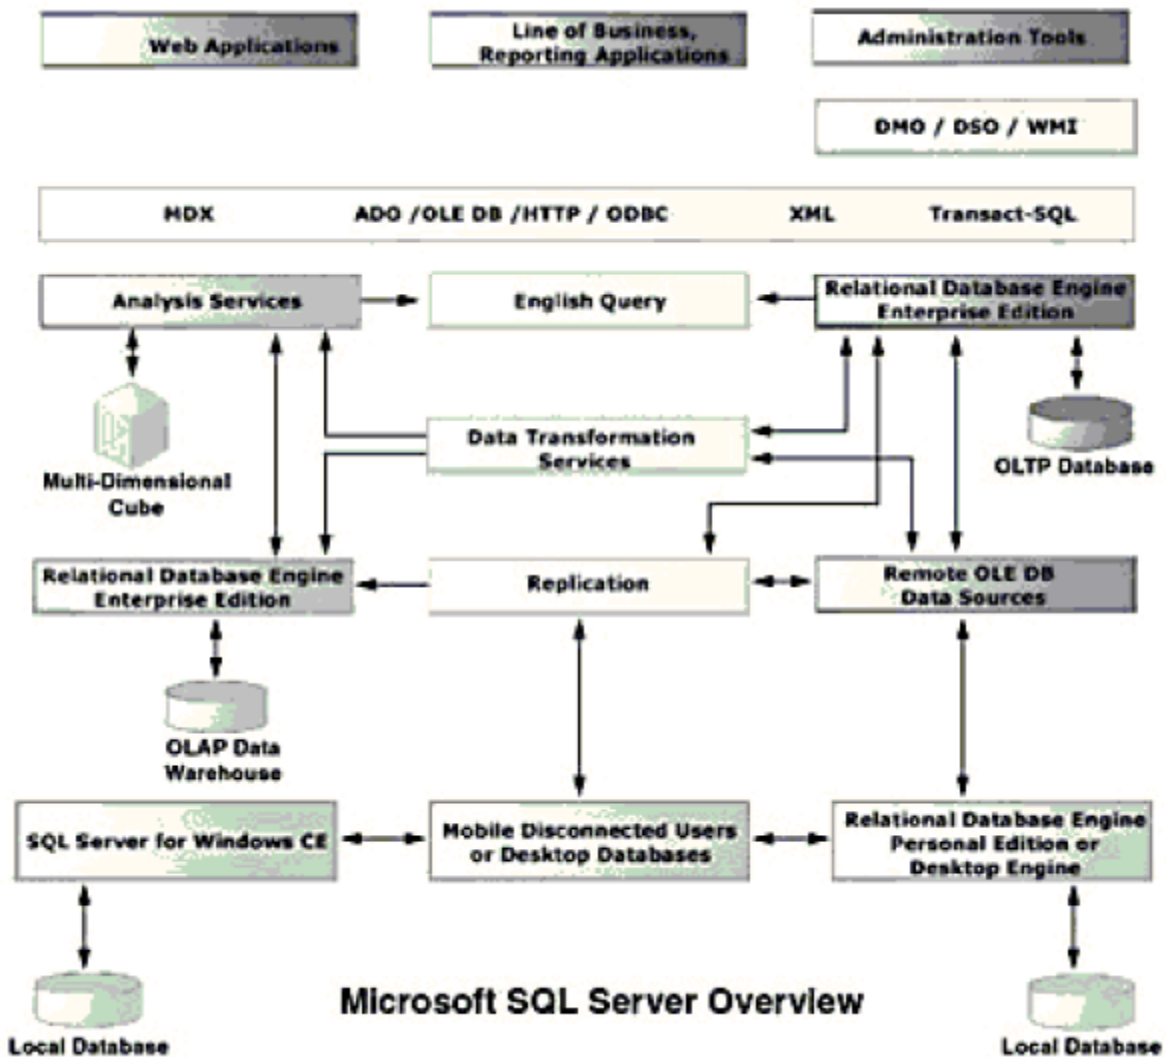 Web Applications
Line of Business,
Reporting Applications
Administration Tools
DMO / DSO / WMI
MDX ADO /OLE DB /HTTP / ODBC XML Transact-SQL
Analysis Services
English Query
Relational Database Engine
Enterprise Edition
Multi-Dimensional
Cube
Data Transformation
Services
OLTP Database
Relational Database Engine
Enterprise Edition
Replication
Remote OLE DB
Data Sources
OLAP Data
Warehouse
SQL Server for Windows CE
Mobile Disconnected Users
or Desktop Databases
Relational Database Engine
Personal Edition or
Desktop Engine
Local Database
Microsoft SQL Server Overview
Local Database